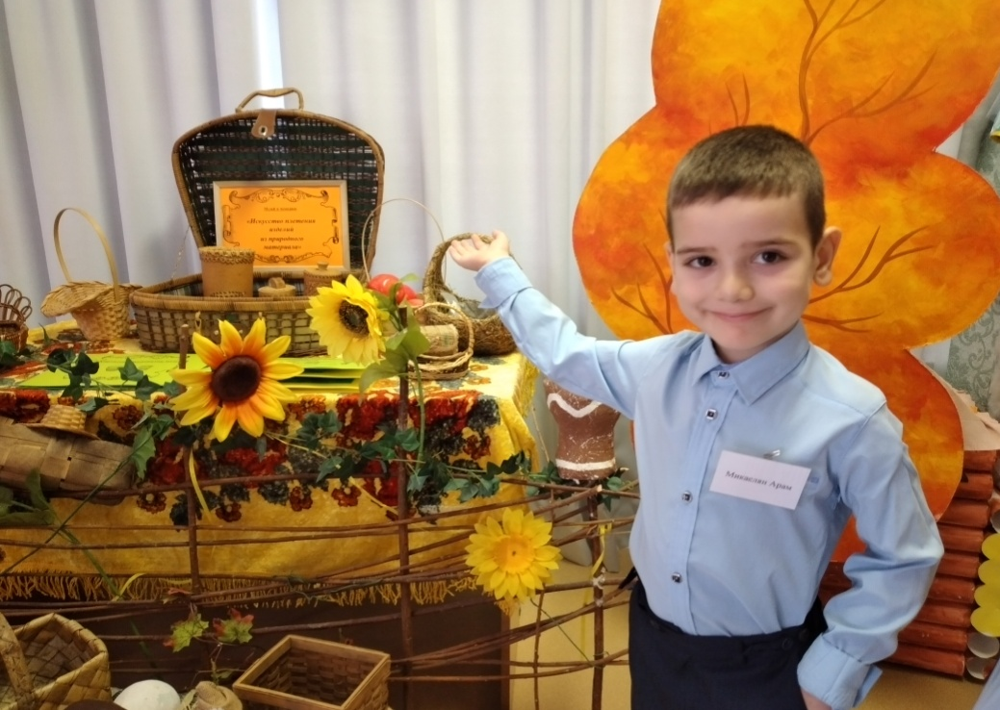 «Искусство плетения
изделий
из природного
материала»
Микаелян Арам